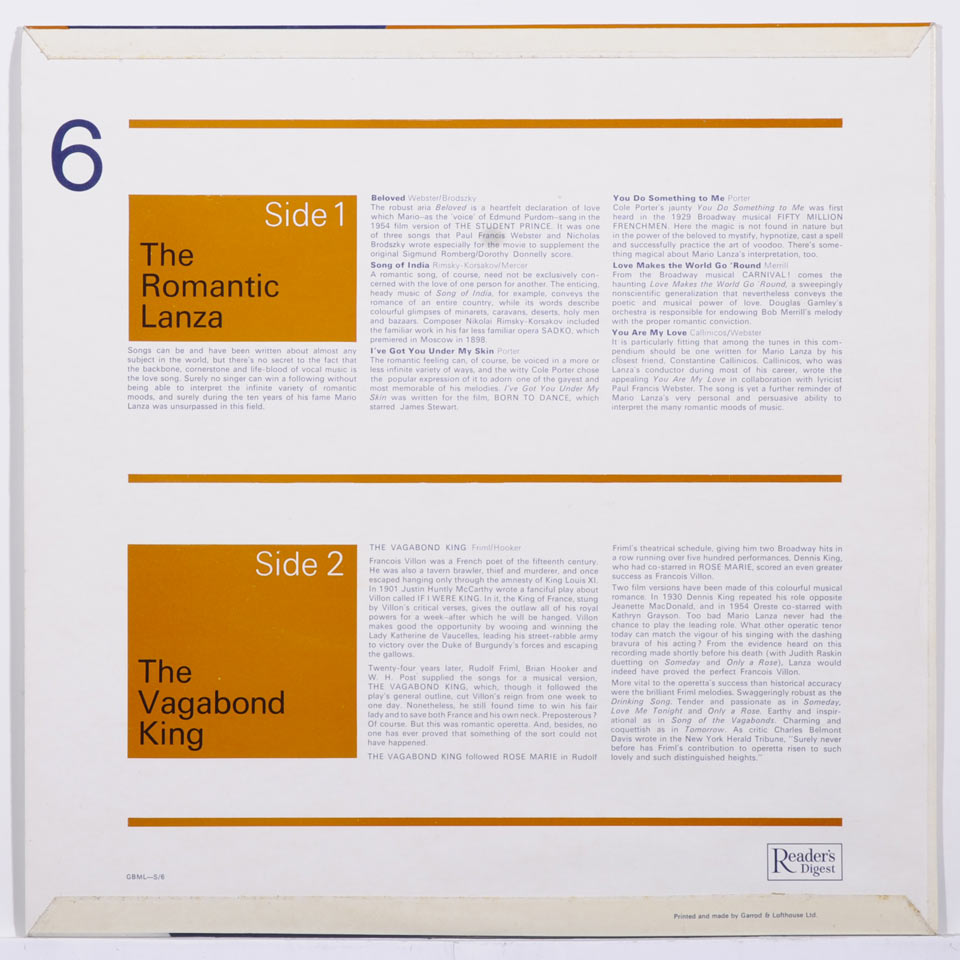 6
Side 1
The
Romantic
Lanza
Songs can be and have been written about almost any
subject in the world, but there's no secret to the fact that
the backbone, cornerstone and life-blood of vocal music is
the love song. Surely no singer can win a following without
being able to interpret the infinite variety of romantic
moods, and surely during the ten years of his fame Mario
Lanza was unsurpassed in this field.
Beloved Webster/Brodszky
The robust aria Beloved is a heartfelt declaration of love
which Mario–as the 'voice' of Edmund Purdom–sang in the
1954 film version of THE STUDENT PRINCE. It was one
of three songs that Paul Francis Webster and Nicholas
Brodszky wrote especially for the movie to supplement the
original Sigmund Romberg/Dorothy Donnelly score.
Song of India Rimsky-Korsakov/Mercer
A romantic song, of course, need not be exclusively con-
cerned with the love of one person for another. The enticing,
heady music of Song of India, for example, conveys the
romance of an entire country, while its words describe
colourful glimpses of minarets, caravans, deserts, holy men
and bazaars. Composer Nikolai Rimsky-Korsakov included
the familiar work in his far less familiar opera SADKO, which
premiered in Moscow in 1898.
I've Got You Under My Skin Porter
The romantic feeling can, of course, be voiced in a more or
less infinite variety of ways, and the witty Cole Porter chose
the popular expression of it to adorn one of the gayest and
most memorable of his melodies. I've Got You Under My
Skin was written for the film, BORN TO DANCE, which
starred James Stewart.
You Do Something to Me Porter
Cole Porter's jaunty You Do Something to Me was first
heard in the 1929 Broadway musical FIFTY MILLION
FRENCHMEN. Here the magic is not found in nature but
in the power of the beloved to mystify, hypnotize, cast a spell
and successfully practice the art of voodoo. There's some-
thing magical about Mario Lanza's interpretation, too.
Love Makes the World Go 'Round Merrill
From the Broadway musical CARNIVAL! comes the
haunting Love Makes the World Go 'Round, a sweepingly
nonscientific generalization that nevertheless conveys the
poetic and musical power of love. Douglas Gamley's
orchestra is responsible for endowing Bob Merrill's melody
with the proper romantic conviction.
You Are My Love Callinicos/Webster
It is particularly fitting that among the tunes in this com-
pendium should be one written for Mario Lanza by his
closest friend, Constantine Callinicos. Callinicos, who was
Lanza's conductor during most of his career, wrote the
appealing You Are My Love in collaboration with lyricist
Paul Francis Webster. The song is yet a further reminder of
Mario Lanza's very personal and persuasive ability to
interpret the many romantic moods of music.
Side 2
The
Vagabond
King
THE VAGABOND KING Friml/Hooker
Francois Villon was a French poet of the fifteenth century.
He was also a tavern brawler, thief and murderer, and once
escaped hanging only through the amnesty of King Louis XI.
In 1901 Justin Huntly McCarthy wrote a fanciful play about
Villon called IF I WERE KING. In it, the King of France, stung
by Villon's critical verses, gives the outlaw all of his royal
powers for a week–after which he will be hanged. Villon
makes good the opportunity by wooing and winning the
Lady Katherine de Vaucelles, leading his street-rabble army
to victory over the Duke of Burgundy's forces and escaping
the gallows.
Twenty-four years later, Rudolf Friml, Brian Hooker and
W. H. Post supplied the songs for a musical version,
THE VAGABOND KING, which, though it followed the
play's general outline, cut Villon's reign from one week to
one day. Nonetheless, he still found time to win his fair
lady and to save both France and his own neck. Preposterous?
Of course. But this was romantic operetta. And, besides, no
one has ever proved that something of the sort could not
have happened.
THE VAGABOND KING followed ROSE MARIE in Rudolf
Friml's theatrical schedule, giving him two Broadway hits in
a row running over five hundred performances. Dennis King,
who had co-starred in ROSE MARIE, scored an even greater
success as Francois Villon.
Two film versions have been made of this colourful musical
romance. In 1930 Dennis King repeated his role opposite
Jeanette MacDonald, and in 1954 Oreste co-starred with
Kathryn Grayson. Too bad Mario Lanza never had the
chance to play the leading role. What other operatic tenor
today can match the vigour of his singing with the dashing
bravura of his acting? From the evidence heard on this
recording made shortly before his death (with Judith Raskin
duetting on Someday and Only a Rose), Lanza would
indeed have proved the perfect Francois Villon.
More vital to the operetta's success than historical accuracy
were the brilliant Friml melodies. Swaggeringly robust as the
Drinking Song. Tender and passionate as in Someday,
Love Me Tonight and Only a Rose. Earthy and inspir-
ational as in Song of the Vagabonds. Charming and
coquettish as in Tomorrow. As critic Charles Belmont
Davis wrote in the New York Herald Tribune, "Surely never
before has Friml's contribution to operetta risen to such
lovely and such distinguished heights."
GBML—S/6
Reader's
Digest
Printed and made by Garrod & Lofthouse Ltd.